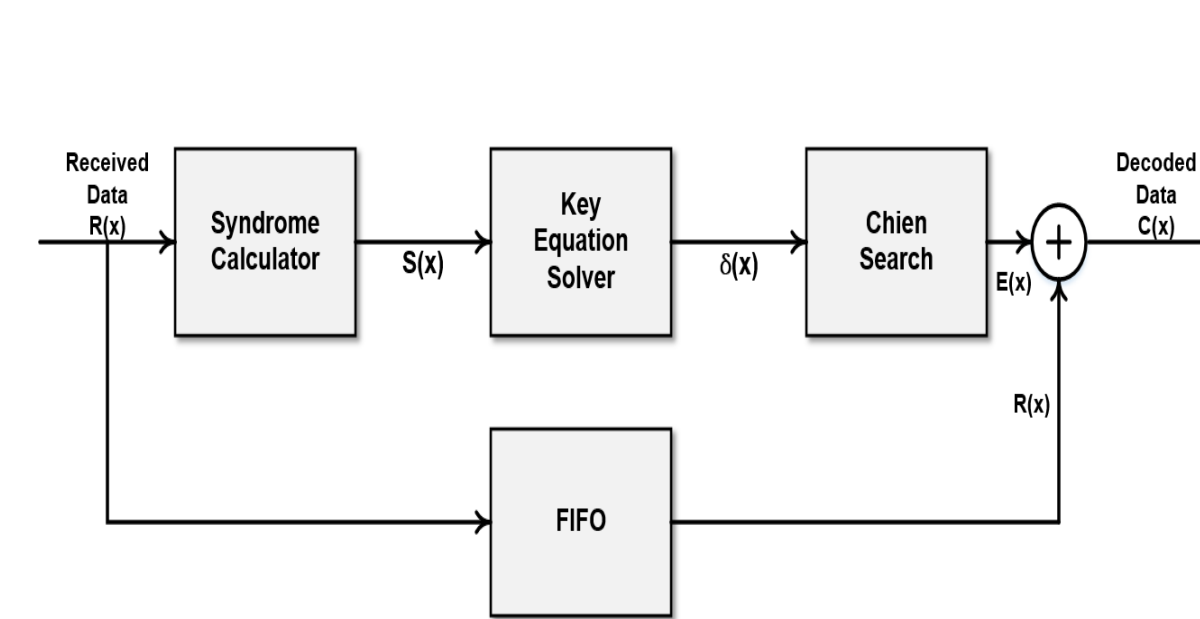 Received
Data
R(x)
Syndrome
Calculator
S(x)
Key
Equation
Solver
δ(x)
Chien
Search
E(x)
+
Decoded
Data
C(x)
R(x)
FIFO